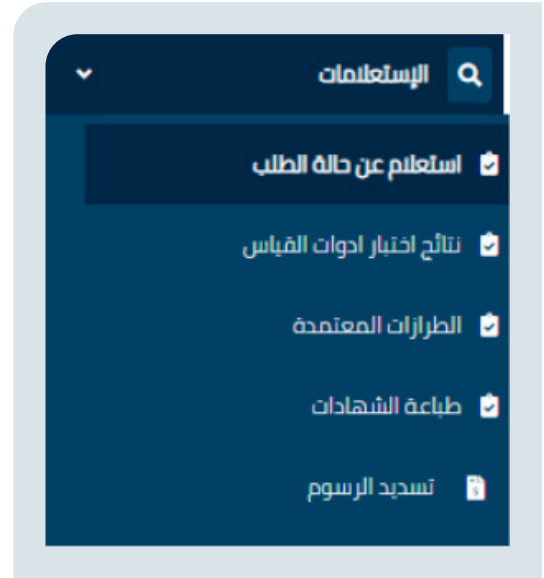 الإستعلامات
استعلام عن حالة الطلب
نتائج اختبار ادوات القياس
الطرازات المعتمدة
طباعة الشهادات
تسديد الرسوم